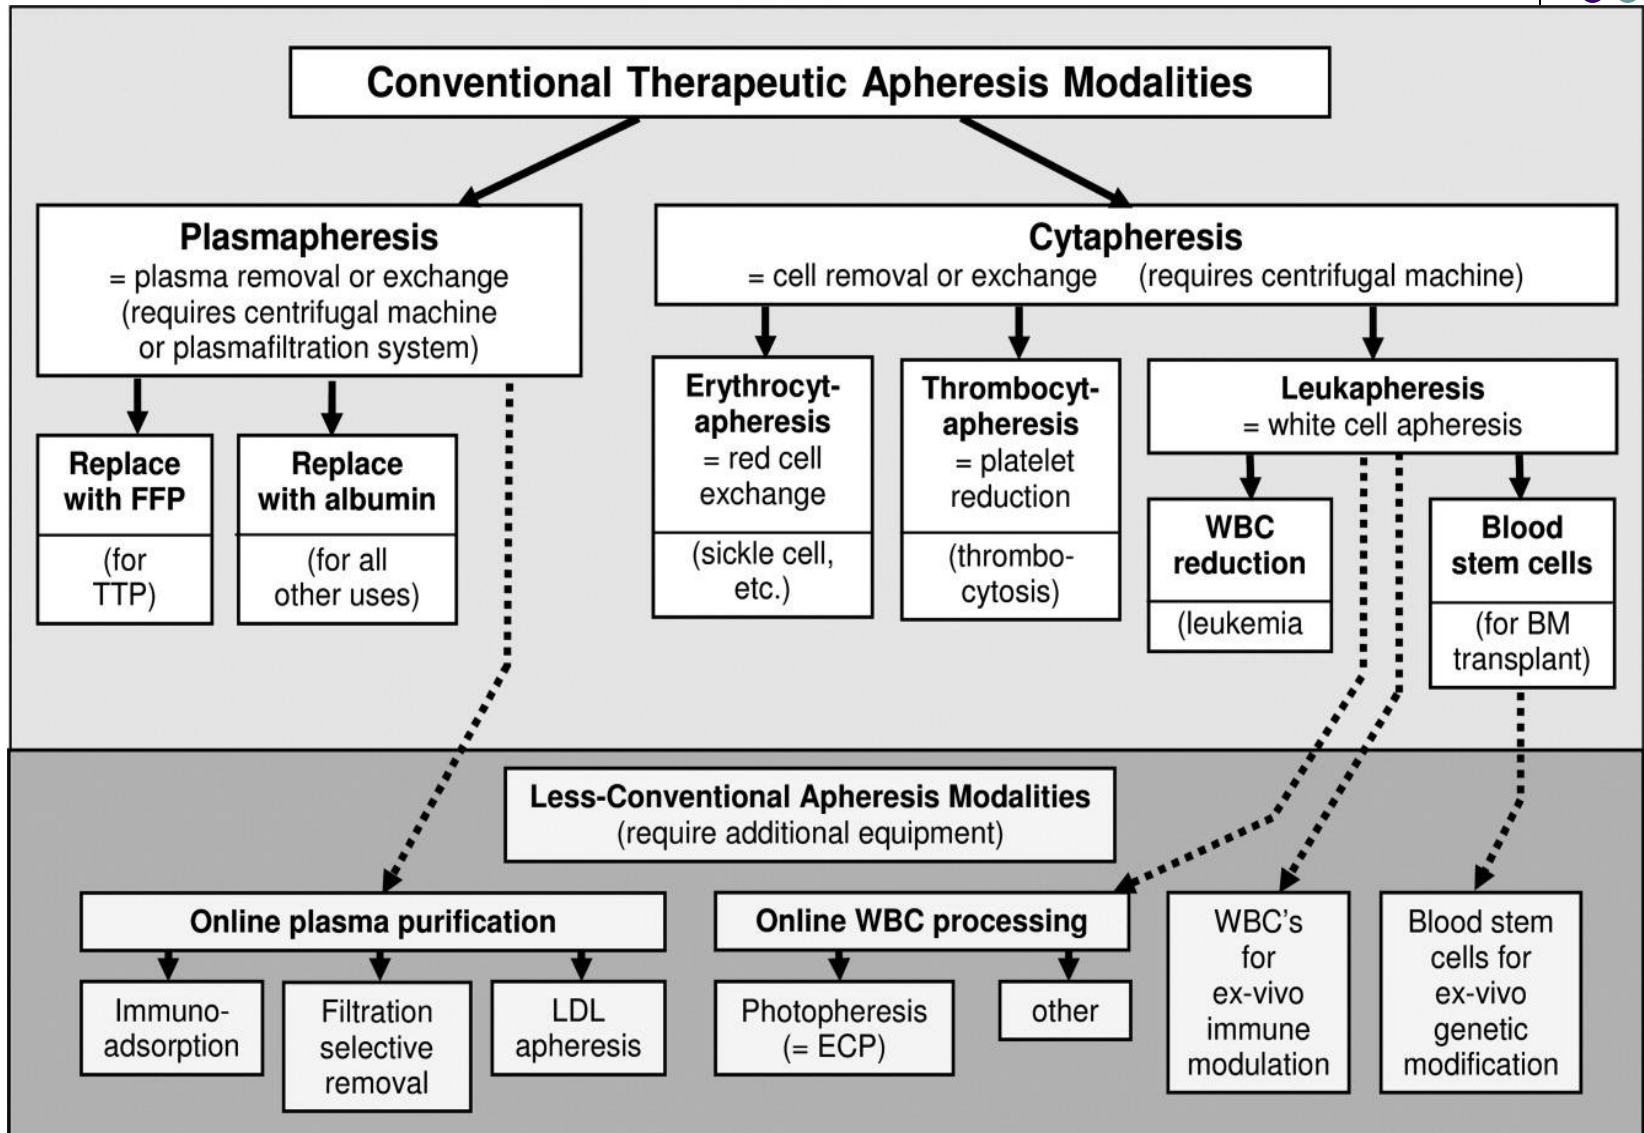 Conventional Therapeutic Apheresis Modalities
Plasmapheresis
= plasma removal or exchange
(requires centrifugal machine
or plasmafiltration system)
Cytapheresis
= cell removal or exchange (requires centrifugal machine)
Replace
with FFP
(for
TTP)
Replace
with albumin
(for all
other uses)
Erythrocyt-
apheresis
= red cell
exchange
(sickle cell,
etc.)
Thrombocyt-
apheresis
= platelet
reduction
(thrombo-
cytosis)
Leukapheresis
= white cell apheresis
WBC
reduction
(leukemia
Blood
stem cells
(for BM
transplant)
Less-Conventional Apheresis Modalities
(require additional equipment)
Online plasma purification
Immuno-
adsorption
Filtration
selective
removal
LDL
apheresis
Online WBC processing
Photopheresis
(= ECP)
other
WBC's
for
ex-vivo
immune
modulation
Blood stem
cells for
ex-vivo
genetic
modification